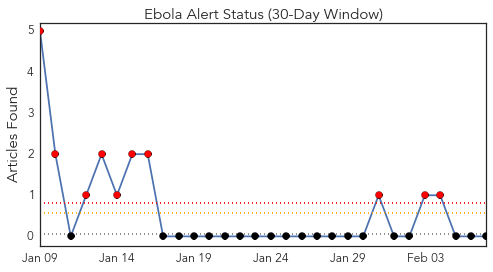 Ebola Alert Status (30-Day Window)
Articles Found
5
4
3
2
1
0
Jan 09 Jan 14 Jan 19 Jan 24 Jan 29 Feb 03